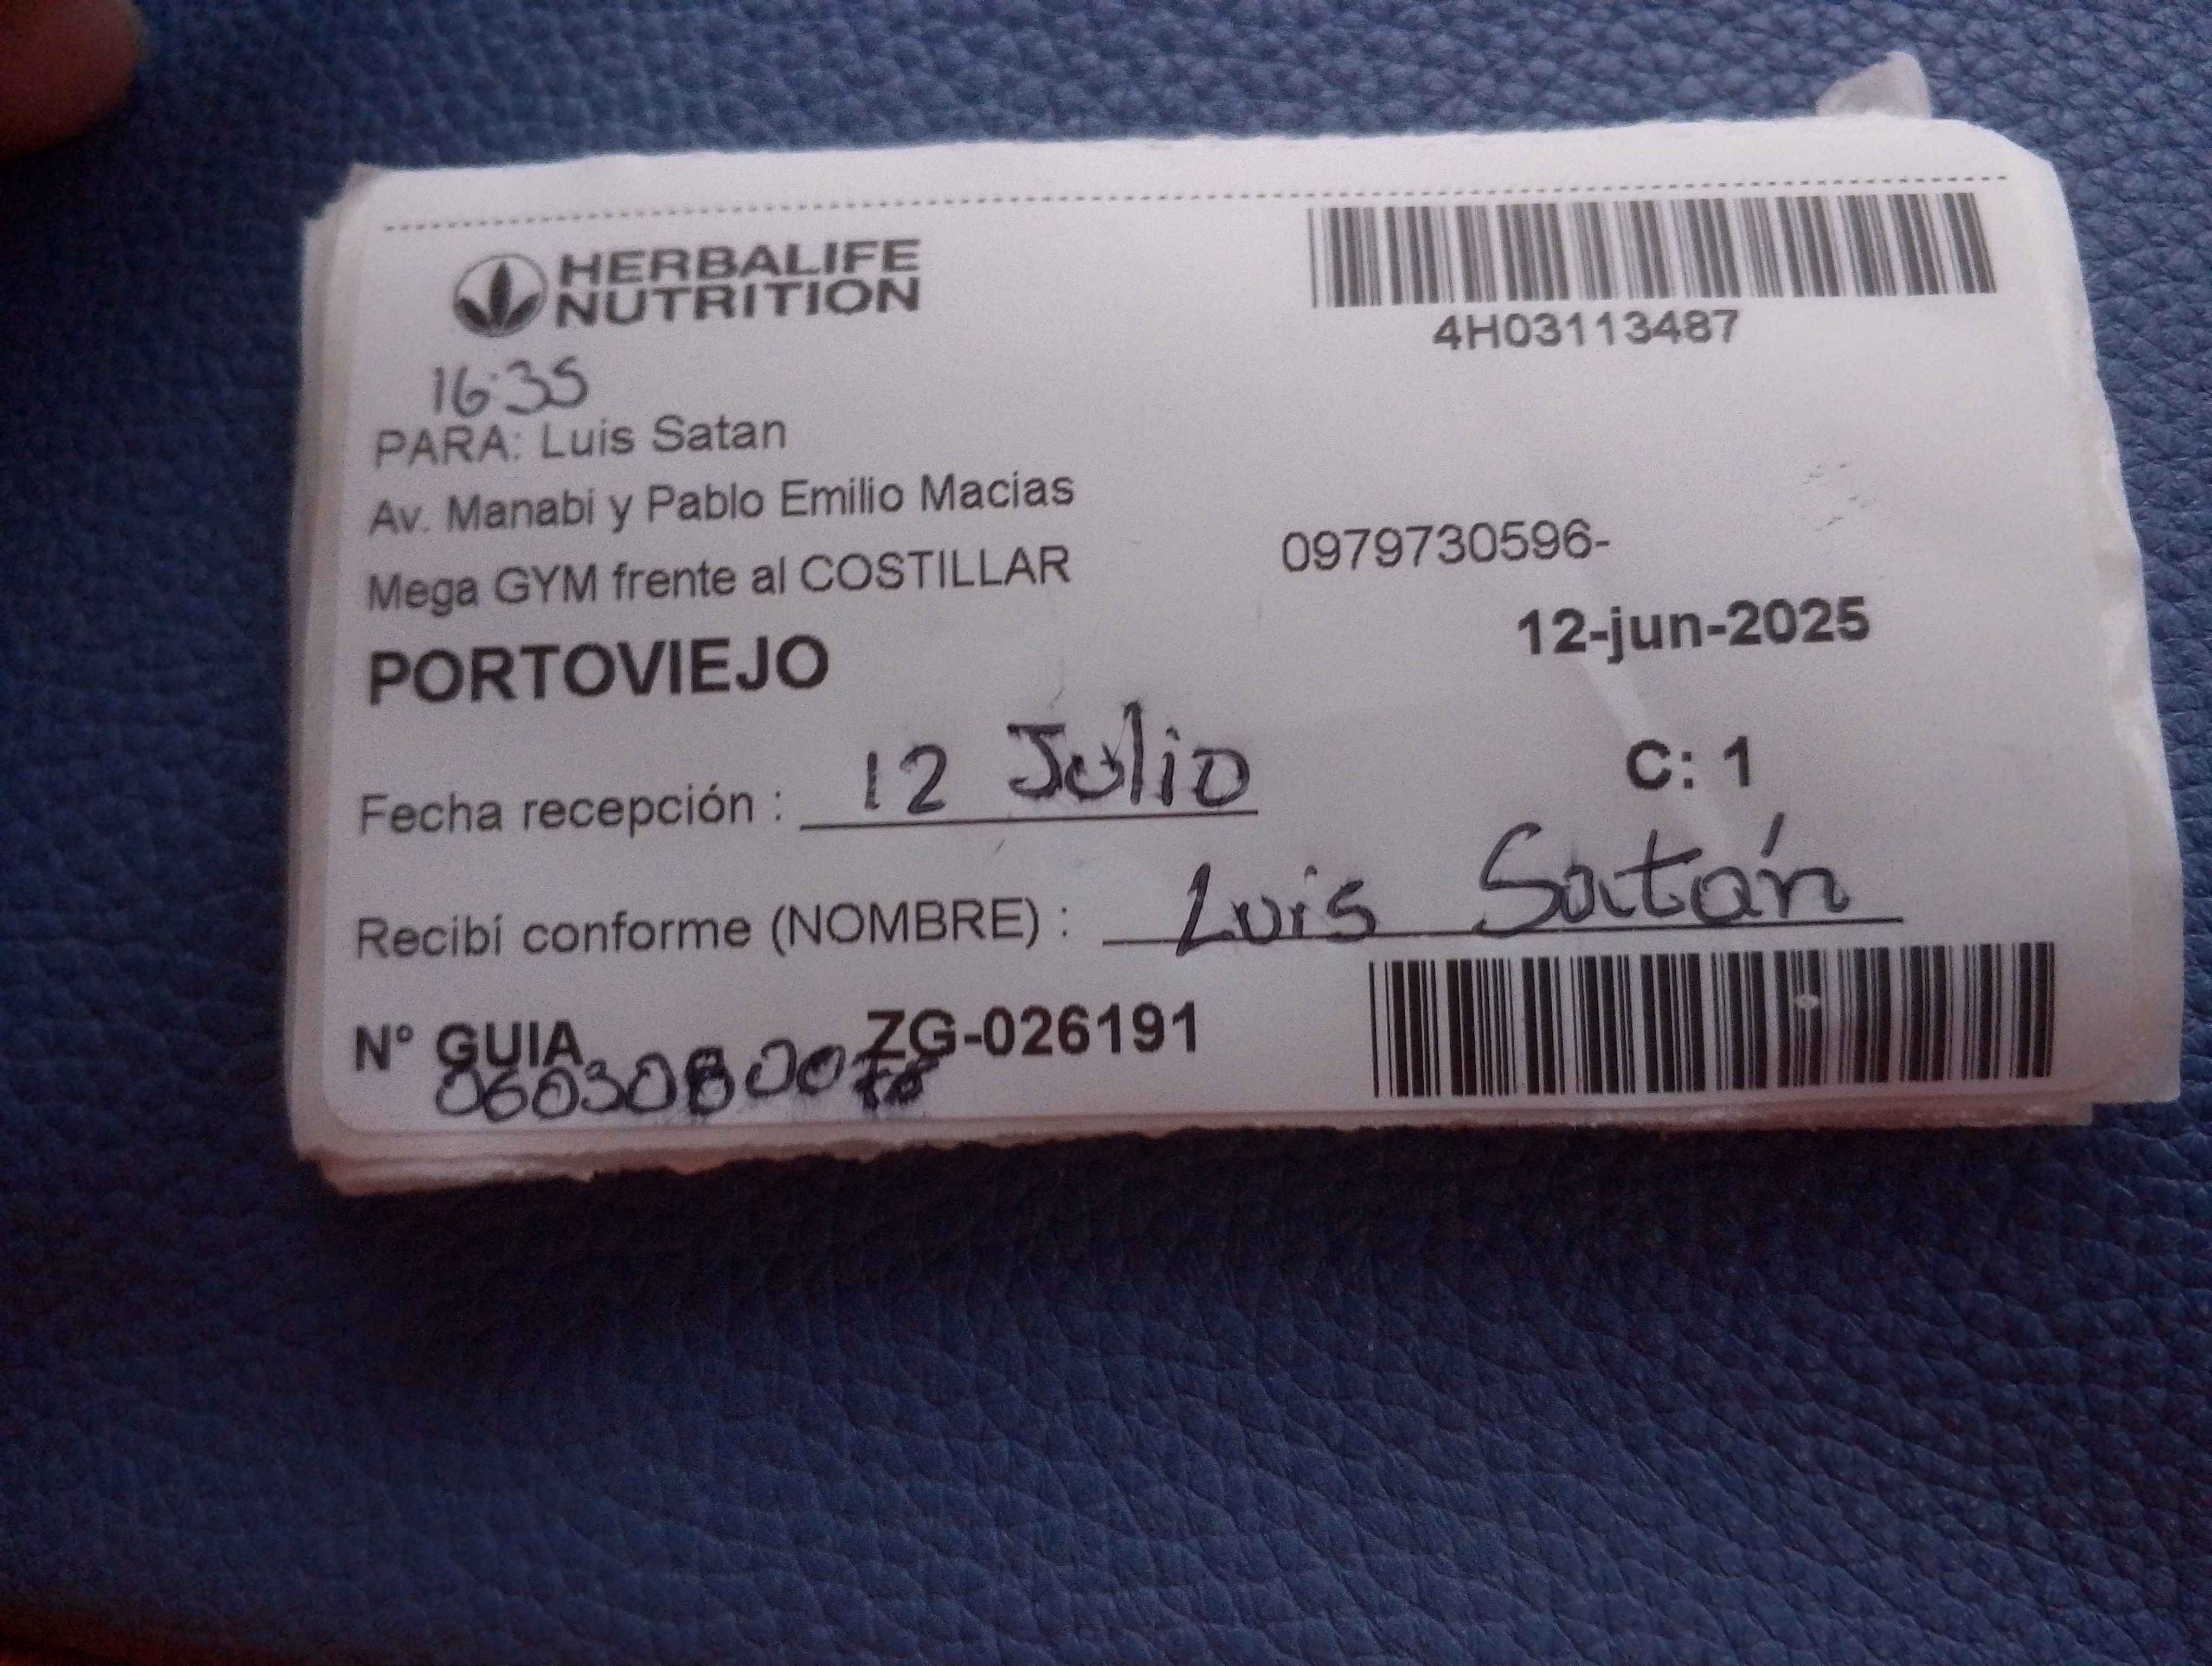 HERBALIFE
NUTRITION
4H03113487
16:35
PARA: Luis Satan
Av. Manabi y Pablo Emilio Macias
Mega GYM frente al COSTILLAR
0979730596-
PORTOVIEJO
12-jun-2025
Fecha recepción : 12 Julio
C: 1
Recibí conforme (NOMBRE) : Luis Satán
N° GUIA ZG-026191